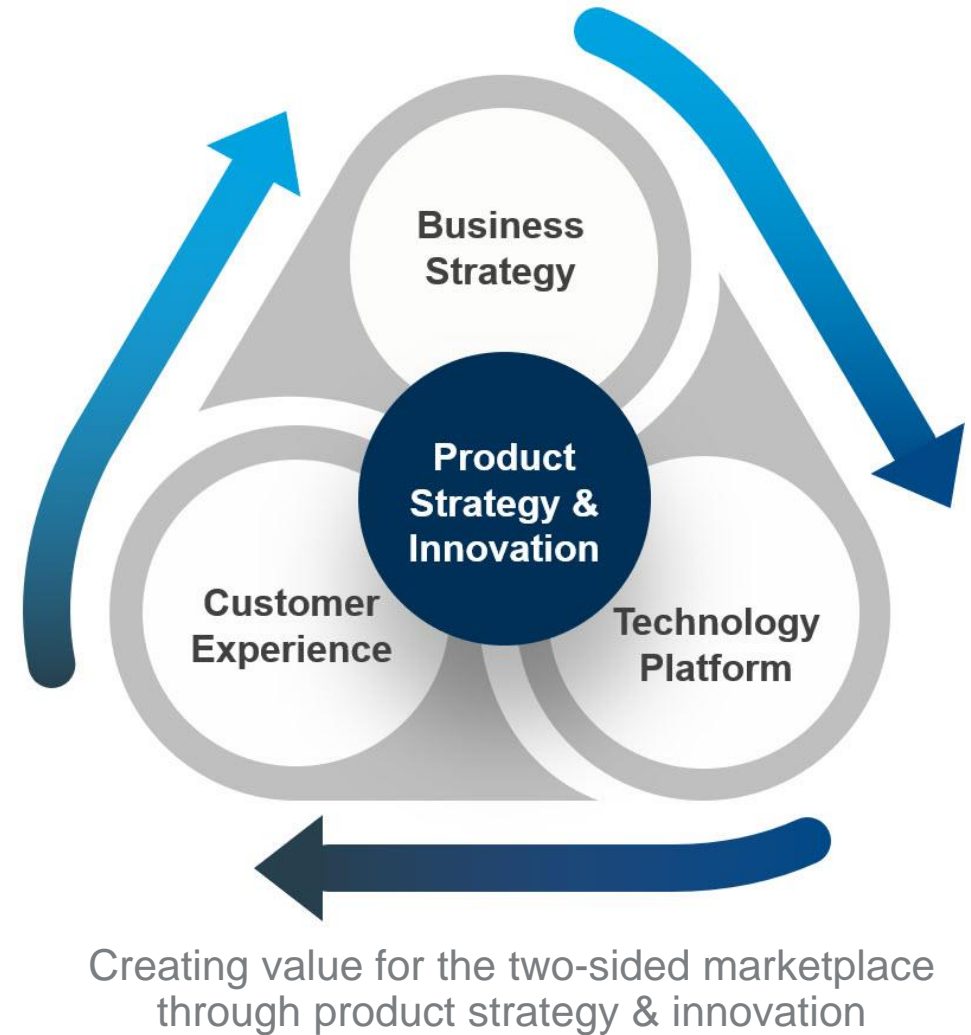 Business
Strategy
Product
Strategy &
Innovation
Customer
Experience
Technology
Platform
Creating value for the two-sided marketplace
through product strategy & innovation